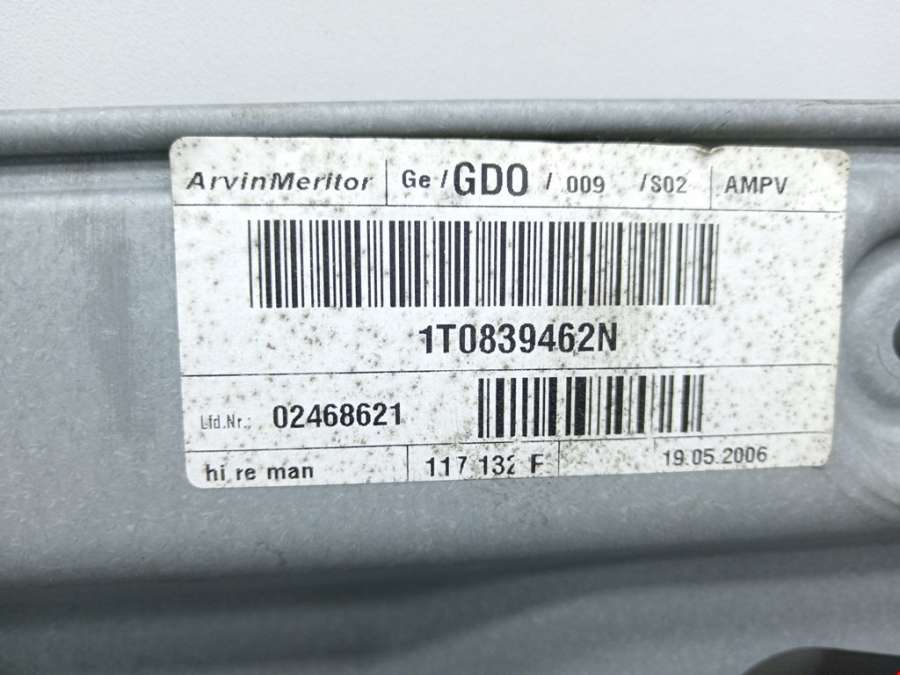 ArvinMeritor Ge / GDO / 009 / S02 AMPV
1T0839462N
Lfd.Nr.: 02468621
hi re man 117 132 F 19.05.2006